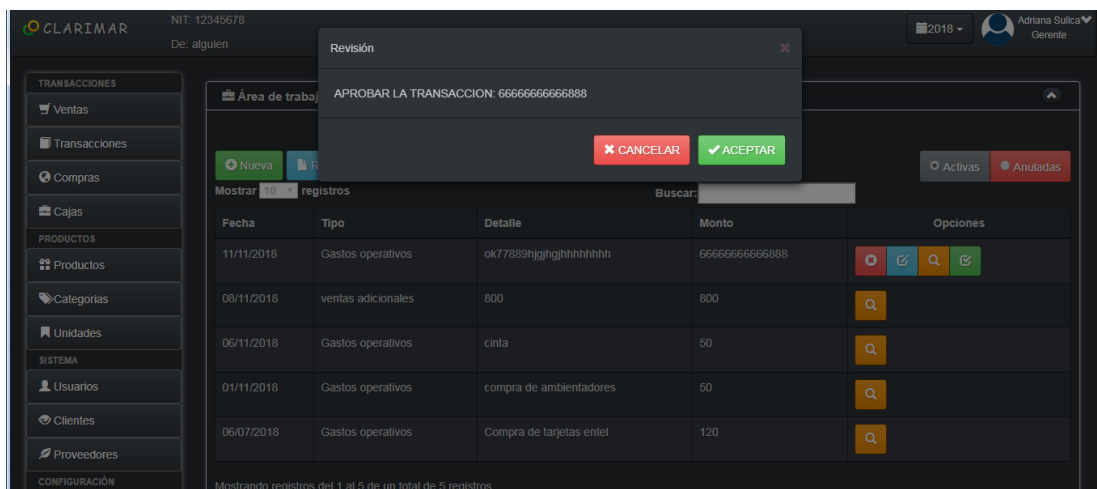 CLARIMAR
NIT: 12345678
De: alguien
2018
Adriana Sullca
Gerente
Revisión
APROBAR LA TRANSACCION: 66666666666888
CANCELAR
ACEPTAR
TRANSACCIONES
Ventas
Transacciones
Compras
Cajas
PRODUCTOS
Productos
Categorias
Unidades
SISTEMA
Usuarios
Clientes
Proveedores
CONFIGURACIÓN
Área de trabaj
Nueva
R
Activas
Anuladas
Mostrar 10 registros
Buscar:
Fecha Tipo Detalle Monto Opciones
11/11/2018 Gastos operativos ok77889hjgjhgjhhhhhhhh 66666666666888
08/11/2018 ventas adicionales 800 800
06/11/2018 Gastos operativos cinta 50
01/11/2018 Gastos operativos compra de ambientadores 50
06/07/2018 Gastos operativos Compra de tarjetas entel 120
Mostrando registros del 1 al 5 de un total de 5 registros